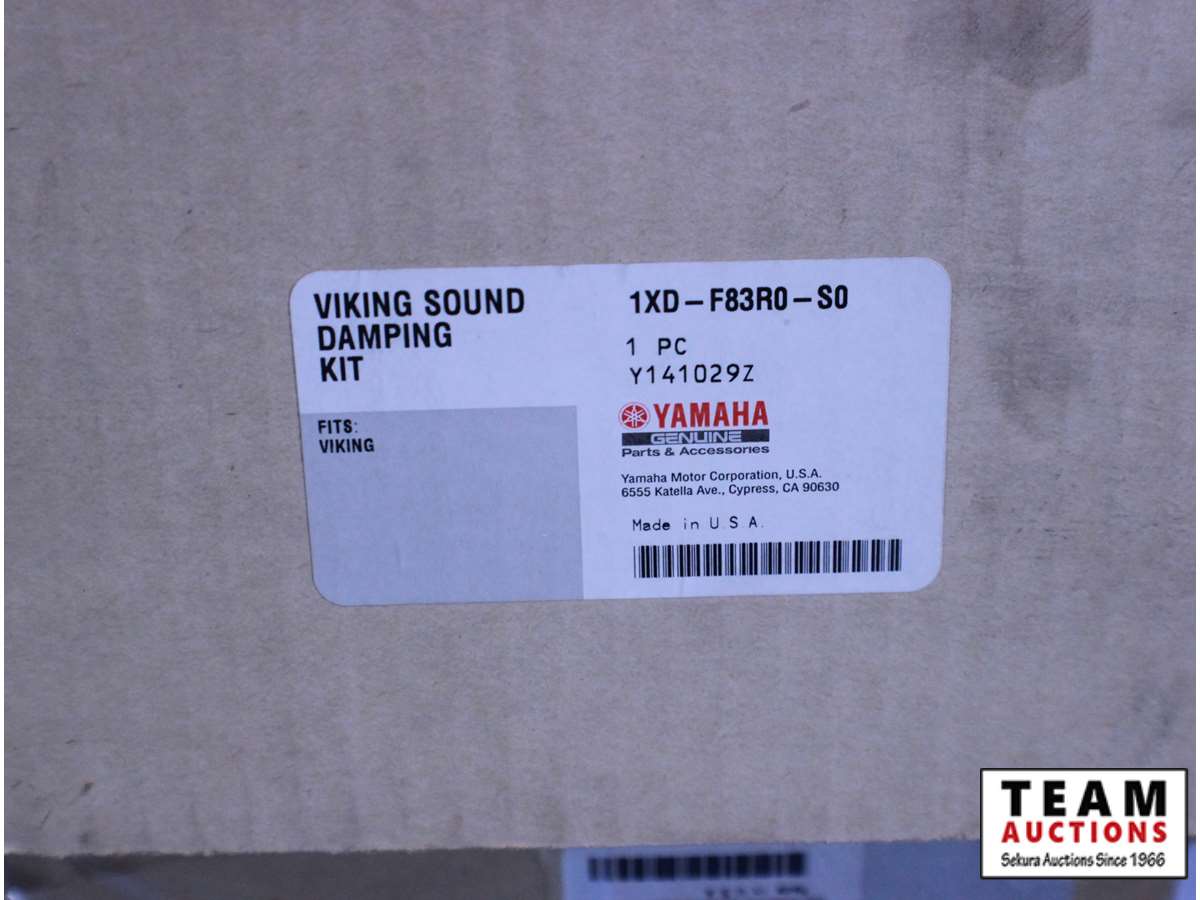 VIKING SOUND
DAMPING
KIT
FITS:
VIKING
1XD-F83R0-S0
1 PC
Y141029Z
YAMAHA
GENUINE
Parts & Accessories
Yamaha Motor Corporation, U.S.A.
6555 Katella Ave., Cypress, CA 90630
Made in U.S.A.
TEAM
AUCTIONS
Sekura Auctions Since 1966